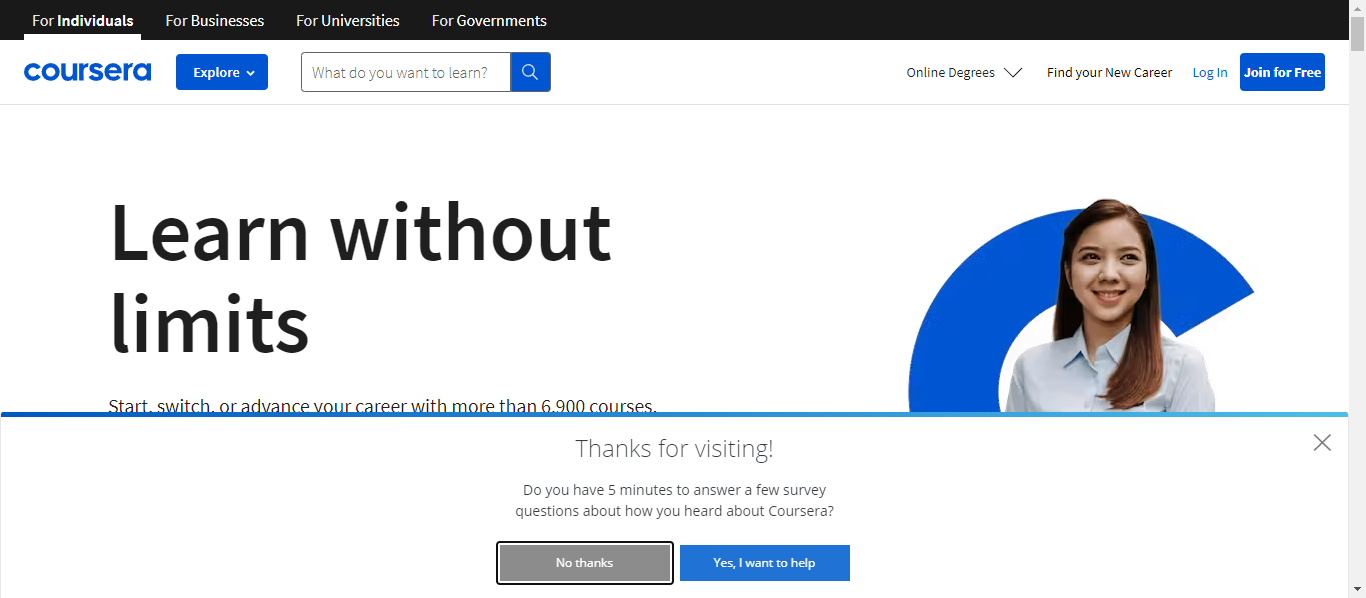 For Individuals For Businesses For Universities For Governments
coursera Explore What do you want to learn? Online Degrees Find your New Career Log In Join for Free
Learn without
limits
Start, switch, or advance your career with more than 6,900 courses,
Thanks for visiting!
Do you have 5 minutes to answer a few survey
questions about how you heard about Coursera?
No thanks Yes, I want to help